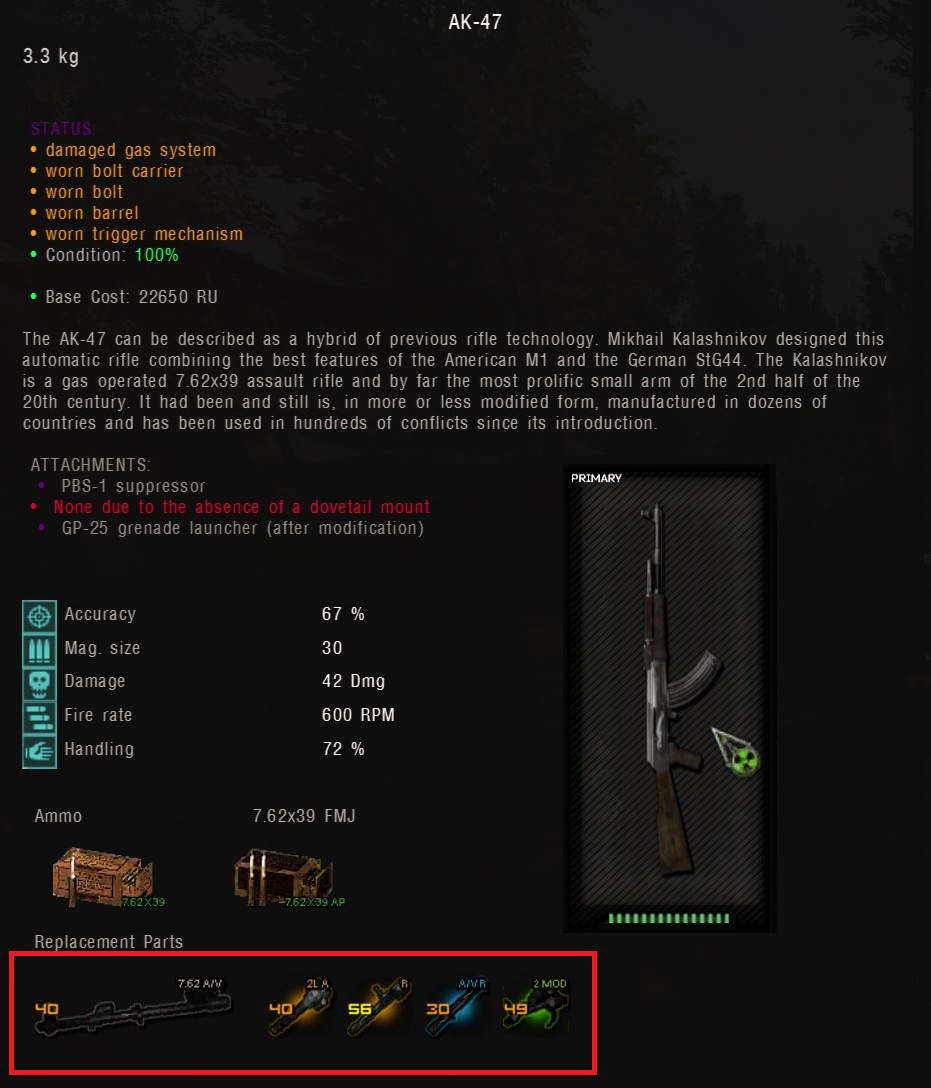 AK-47
3.3 kg
STATUS:
• damaged gas system
• worn bolt carrier
• worn bolt
• worn barrel
• worn trigger mechanism
• Condition: 100%
• Base Cost: 22650 RU
The AK-47 can be described as a hybrid of previous rifle technology. Mikhail Kalashnikov designed this
automatic rifle combining the best features of the American M1 and the German StG44. The Kalashnikov
is a gas operated 7.62x39 assault rifle and by far the most prolific small arm of the 2nd half of the
20th century. It had been and still is, in more or less modified form, manufactured in dozens of
countries and has been used in hundreds of conflicts since its introduction.
ATTACHMENTS:
• PBS-1 suppressor
• None due to the absence of a dovetail mount
• GP-25 grenade launcher (after modification)
PRIMARY
Accuracy 67 %
Mag. size 30
Damage 42 Dmg
Fire rate 600 RPM
Handling 72 %
Ammo 7.62x39 FMJ
7.62X39 7.62X39 AP
Replacement Parts
7.62 A/V 2L A R A/V R 2 MOD
40 40 56 30 49